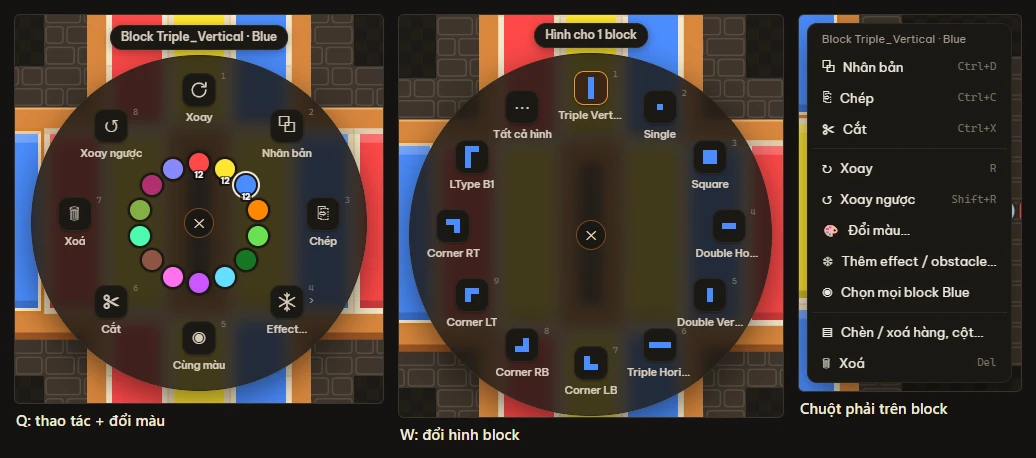 Block Triple_Vertical · Blue
1
Xoay
2
Nhân bản
3
Chép
4
Effect...
5
Cùng màu
6
Cắt
7
Xoá
8
Xoay ngược
12
12
12
Q: thao tác + đổi màu
Hình cho 1 block
1
Triple Vert...
2
Single
3
Square
4
Double Ho...
5
Double Ver...
6
Triple Hori...
7
Corner LB
8
Corner RB
9
Corner LT
Corner RT
LType B1
Tất cả hình
W: đổi hình block
Block Triple_Vertical · Blue
Nhân bản Ctrl+D
Chép Ctrl+C
Cắt Ctrl+X
Xoay R
Xoay ngược Shift+R
Đổi màu...
Thêm effect / obstacle...
Chọn mọi block Blue
Chèn / xoá hàng, cột...
Xoá Del
Chuột phải trên block